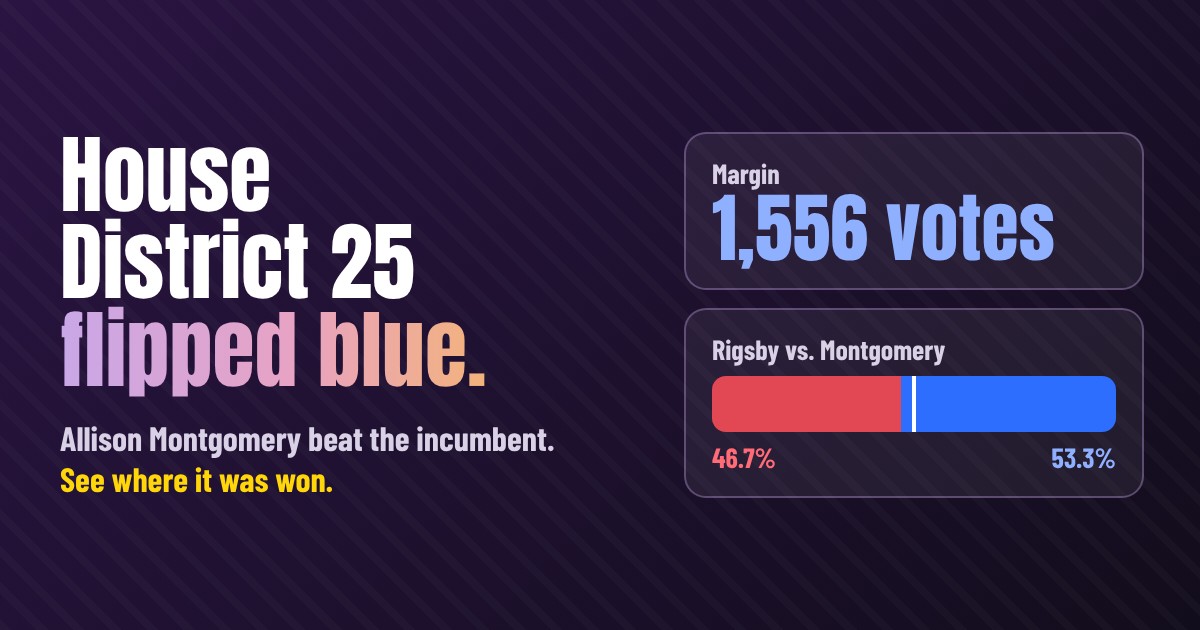 House
District 25
flipped blue.
Allison Montgomery beat the incumbent.
See where it was won.
Margin
1,556 votes
Rigsby vs. Montgomery
46.7%
53.3%